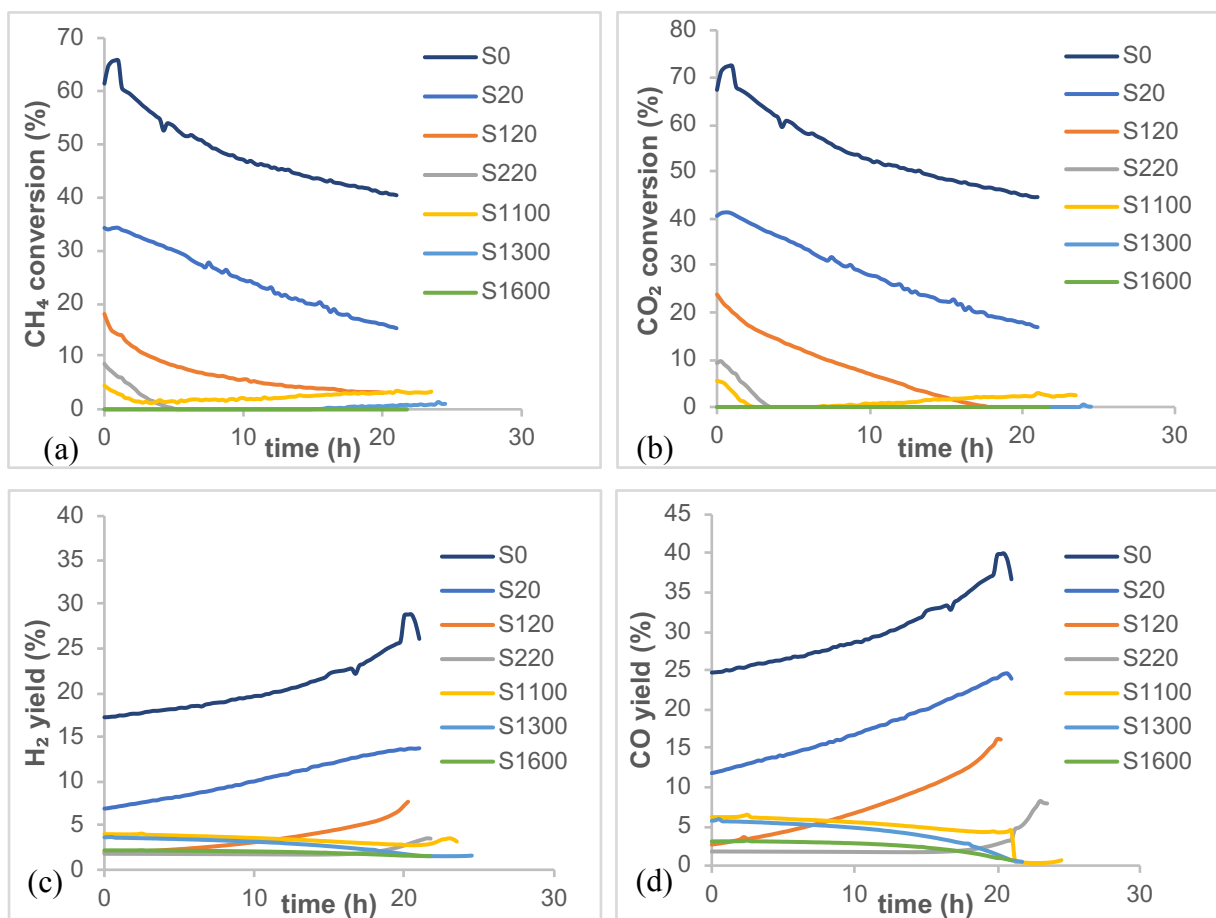 70
60
50
40
30
20
10
0
CH₄ conversion (%)
0
10
20
30
time (h)
(a)
S0
S20
S120
S220
S1100
S1300
S1600
80
70
60
50
40
30
20
10
0
CO₂ conversion (%)
0
10
20
30
time (h)
(b)
S0
S20
S120
S220
S1100
S1300
S1600
40
35
30
25
20
15
10
5
0
H₂ yield (%)
0
10
20
30
time (h)
(c)
S0
S20
S120
S220
S1100
S1300
S1600
45
40
35
30
25
20
15
10
5
0
CO yield (%)
0
10
20
30
time (h)
(d)
S0
S20
S120
S220
S1100
S1300
S1600